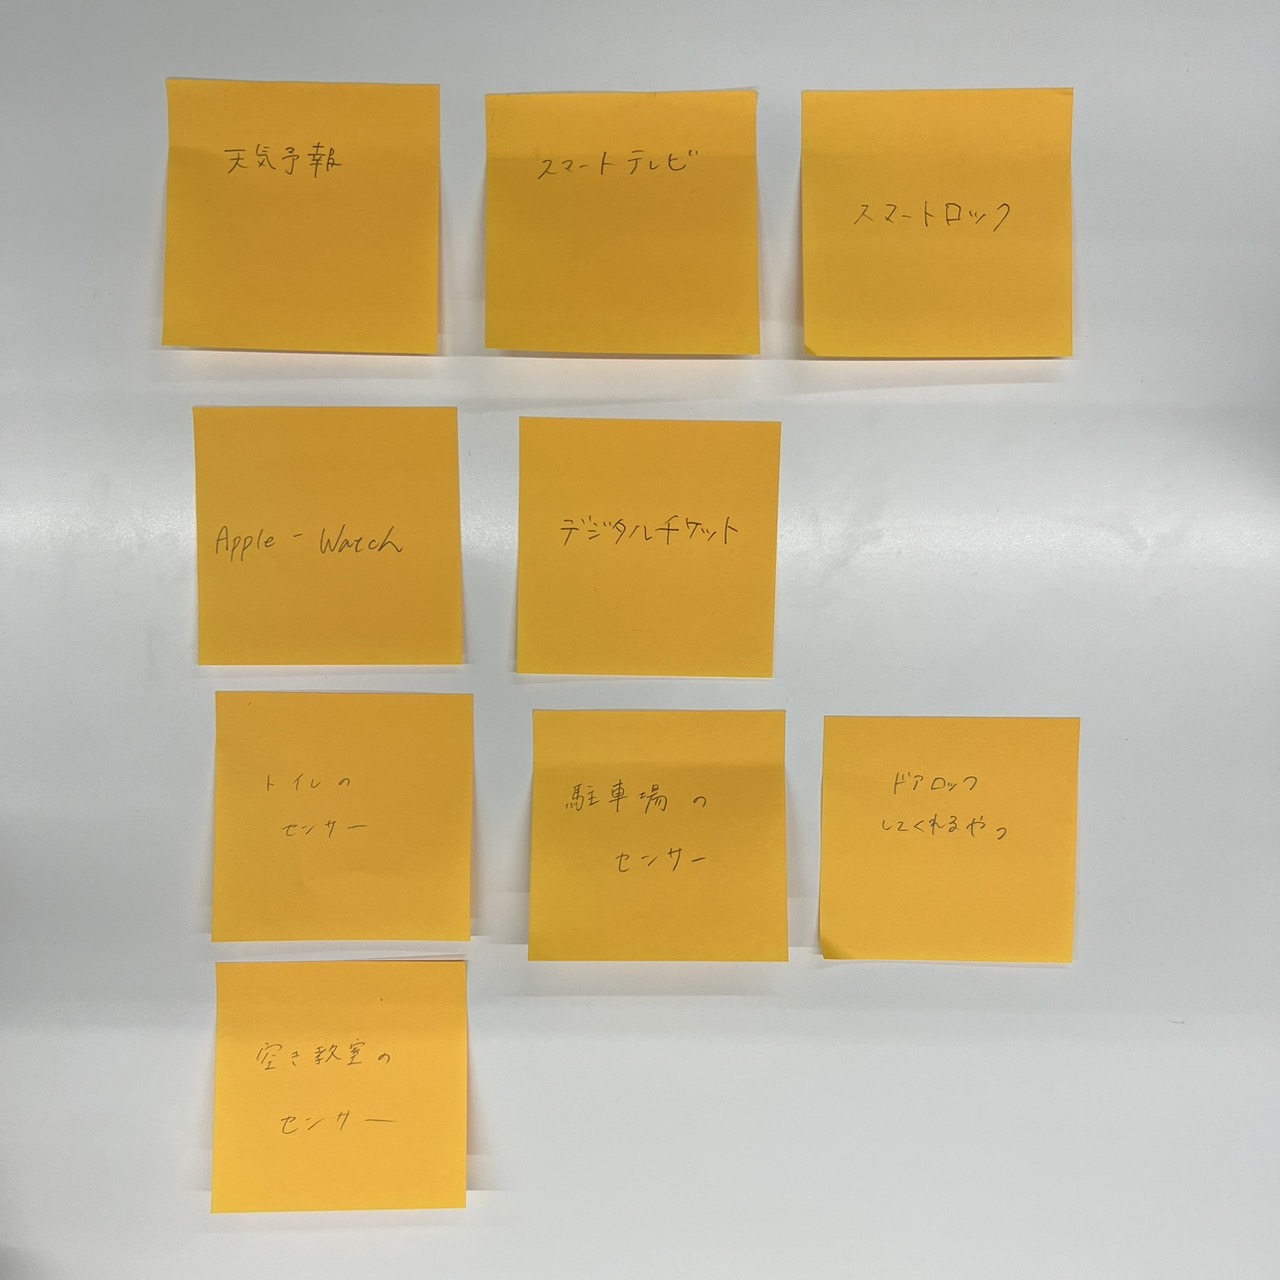 天気予報
スマートテレビ
スマートロック
Apple - Watch
デジタルチケット
トイレの
センサー
駐車場の
センサー
ドアロック
してくれるやつ
空き教室の
センサー